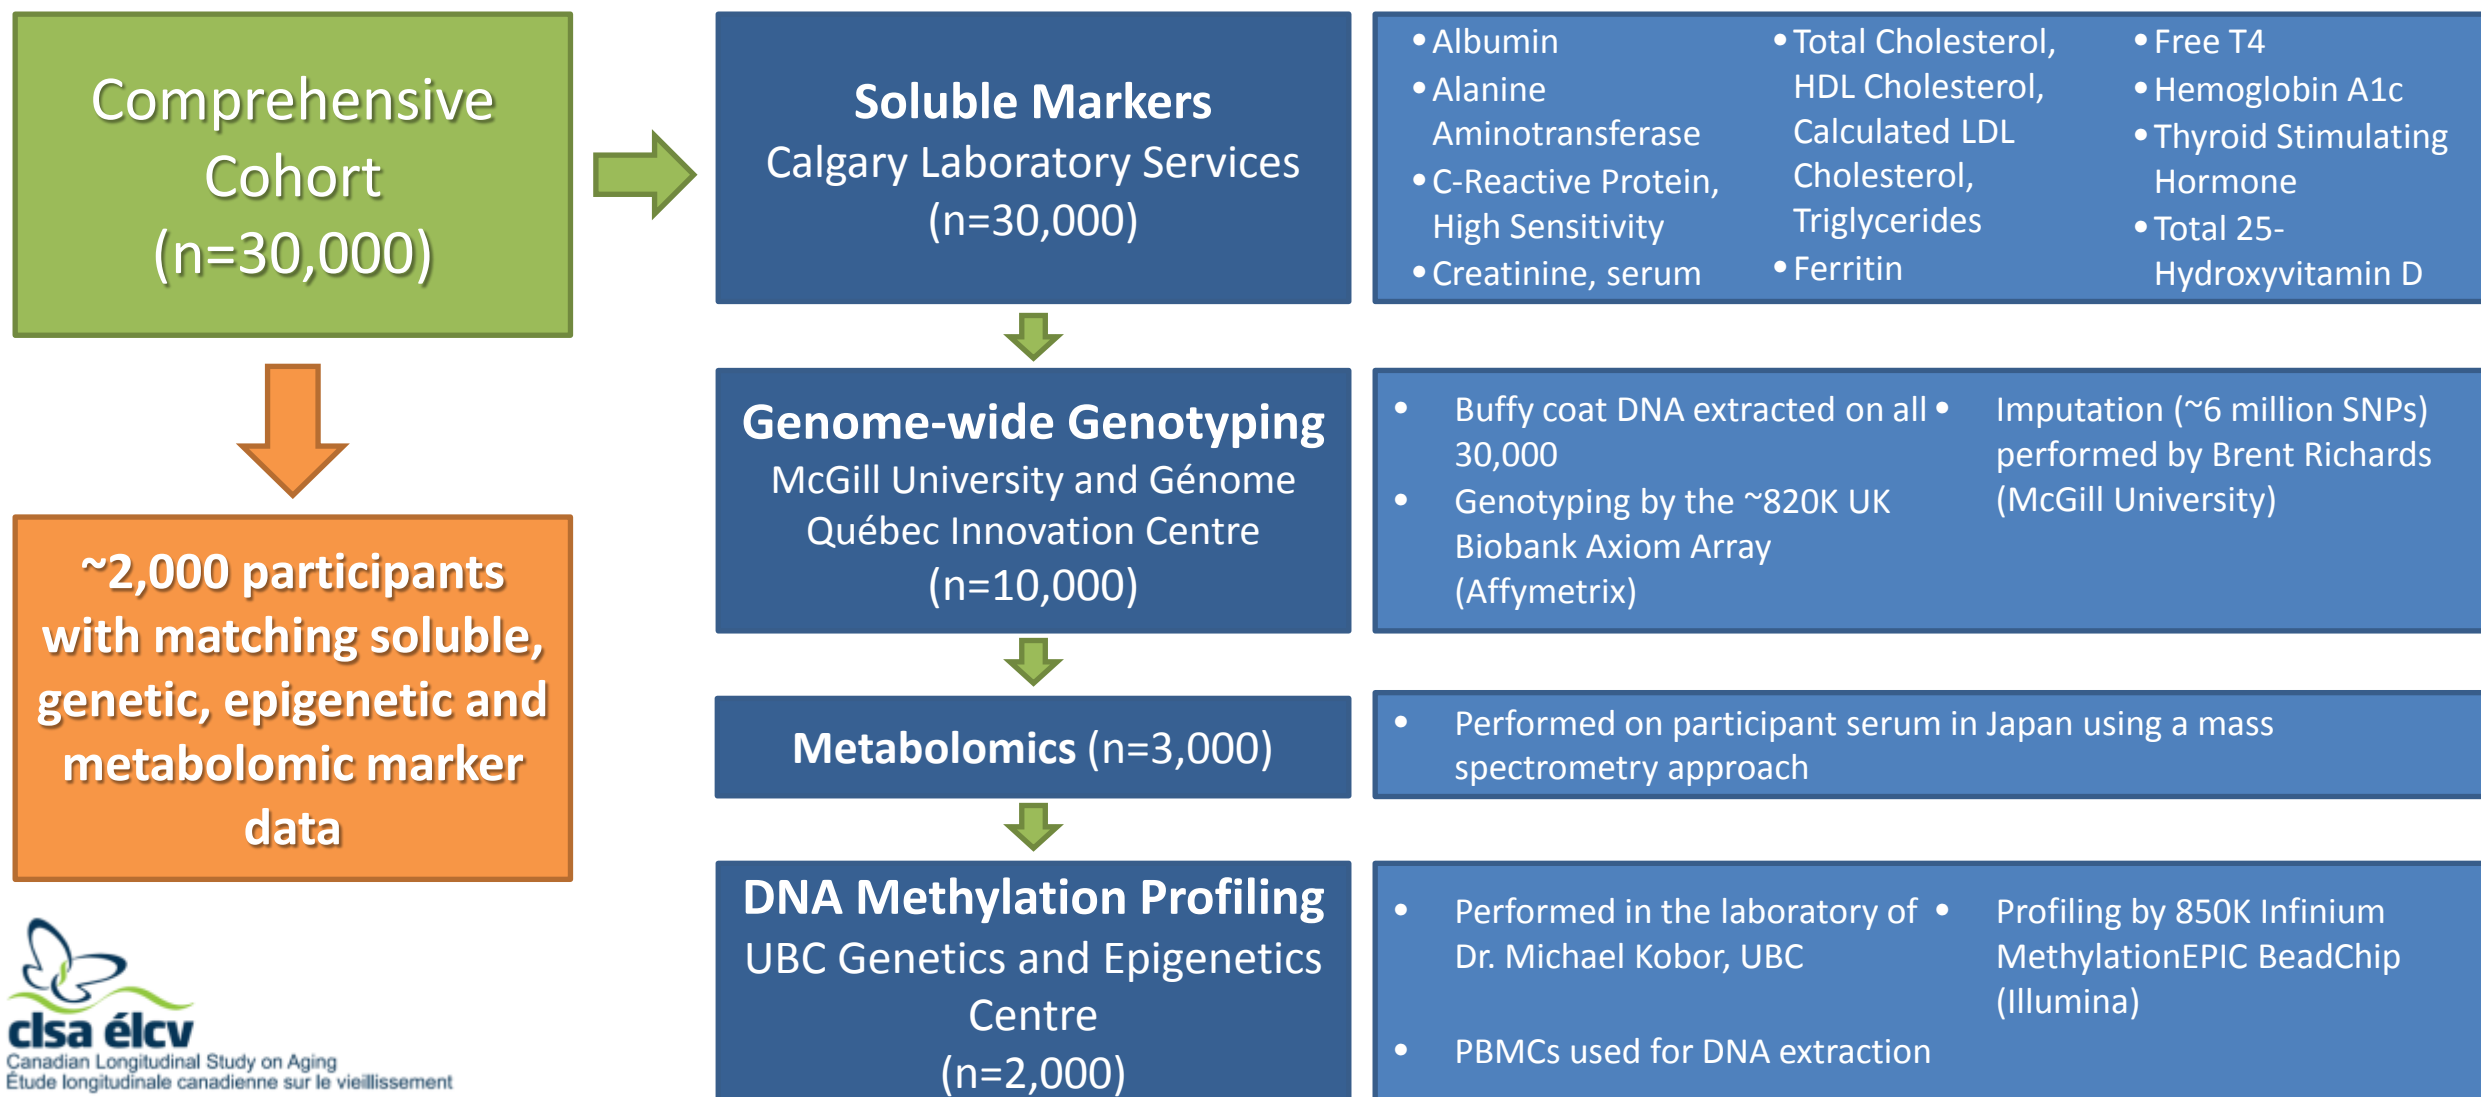 Comprehensive
Cohort
(n=30,000)
~2,000 participants
with matching soluble,
genetic, epigenetic and
metabolomic marker
data
Soluble Markers
Calgary Laboratory Services
(n=30,000)
• Albumin
• Alanine
Aminotransferase
• C-Reactive Protein,
High Sensitivity
• Creatinine, serum
• Total Cholesterol,
HDL Cholesterol,
Calculated LDL
Cholesterol,
Triglycerides
• Ferritin
• Free T4
• Hemoglobin A1c
• Thyroid Stimulating
Hormone
• Total 25-
Hydroxyvitamin D
Genome-wide Genotyping
McGill University and Génome
Québec Innovation Centre
(n=10,000)
• Buffy coat DNA extracted on all
30,000
• Genotyping by the ~820K UK
Biobank Axiom Array
(Affymetrix)
• Imputation (~6 million SNPs)
performed by Brent Richards
(McGill University)
Metabolomics (n=3,000)
• Performed on participant serum in Japan using a mass
spectrometry approach
DNA Methylation Profiling
UBC Genetics and Epigenetics
Centre
(n=2,000)
• Performed in the laboratory of
Dr. Michael Kobor, UBC
• PBMCs used for DNA extraction
• Profiling by 850K Infinium
MethylationEPIC BeadChip
(Illumina)
clsa élcv
Canadian Longitudinal Study on Aging
Étude longitudinale canadienne sur le vieillissement